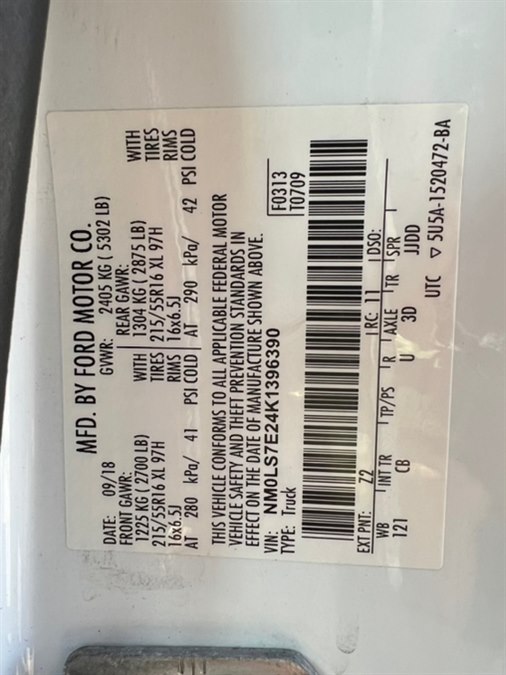 MFD. BY FORD MOTOR CO.
DATE: 09/18 GVWR: 2405 KG ( 5302 LB)
FRONT GAWR: REAR GAWR:
1225 KG ( 2700 LB) WITH 1304 KG ( 2875 LB) WITH
215/55R16 XL 97H TIRES 215/55R16 XL 97H TIRES
16x6.5J RIMS 16x6.5J RIMS
AT 280 kPa/ 41 PSI COLD AT 290 kPa/ 42 PSI COLD
THIS VEHICLE CONFORMS TO ALL APPLICABLE FEDERAL MOTOR
VEHICLE SAFETY AND THEFT PREVENTION STANDARDS IN
EFFECT ON THE DATE OF MANUFACTURE SHOWN ABOVE.
VIN: NM0LS7E24K1396390 F0313
TYPE: Truck T0709
EXT PNT: Z2 RC: 11 DSO:
WB INT TR TP/PS R AXLE TR SPR
121 CB U 3D JJDD
UTC ▽ 5U5A-1520472-BA